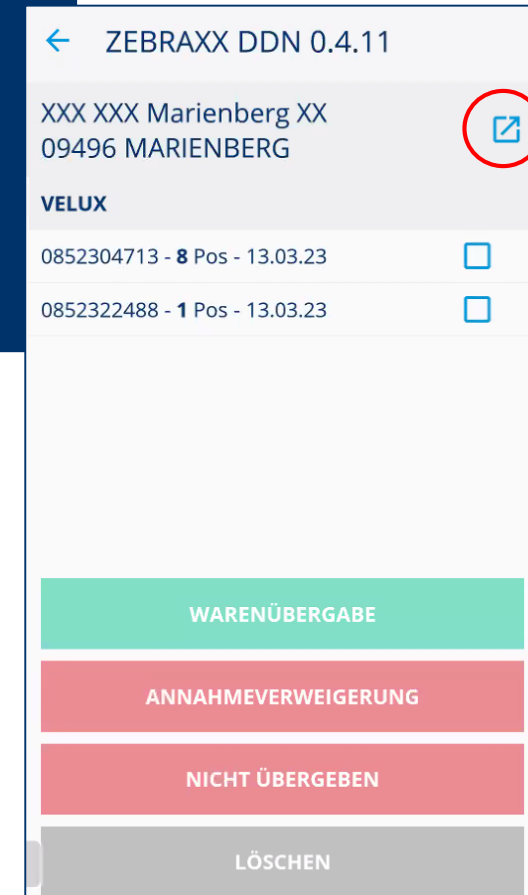 ZEBRAXX DDN 0.4.11
XXX XXX Marienberg XX
09496 MARIENBERG
VELUX
0852304713 - 8 Pos - 13.03.23
0852322488 - 1 Pos - 13.03.23
WARENÜBERGABE
ANNAHMEVERWEIGERUNG
NICHT ÜBERGEBEN
LÖSCHEN